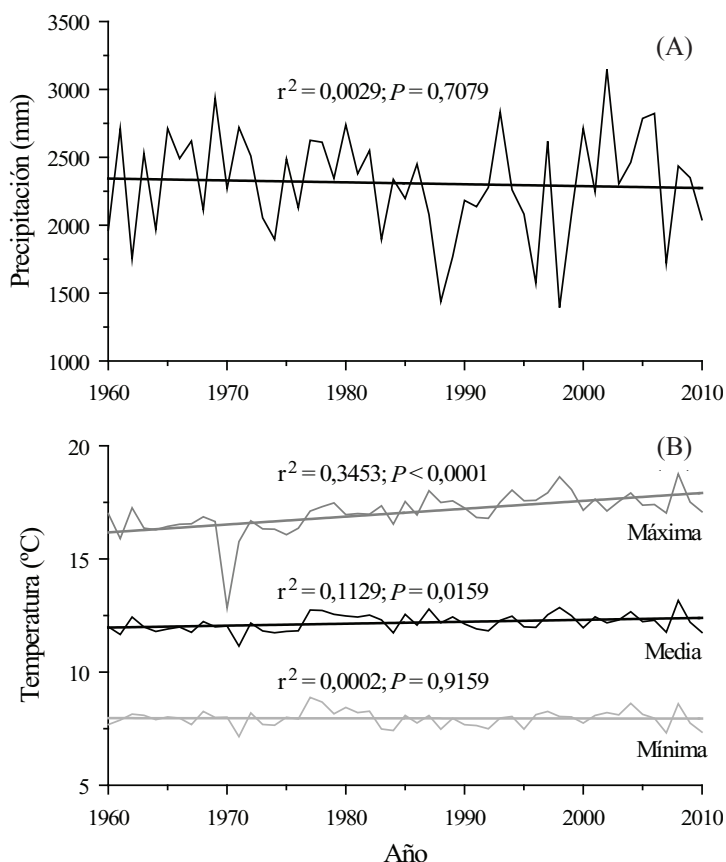 (A)
r² = 0,0029; P = 0,7079
Precipitación (mm)
3500
3000
2500
2000
1500
1000
1960 1970 1980 1990 2000 2010
(B)
r² = 0,3453; P < 0,0001
Máxima
r² = 0,1129; P = 0,0159
Media
r² = 0,0002; P = 0,9159
Mínima
Temperatura (ºC)
20
15
10
5
1960 1970 1980 1990 2000 2010
Año